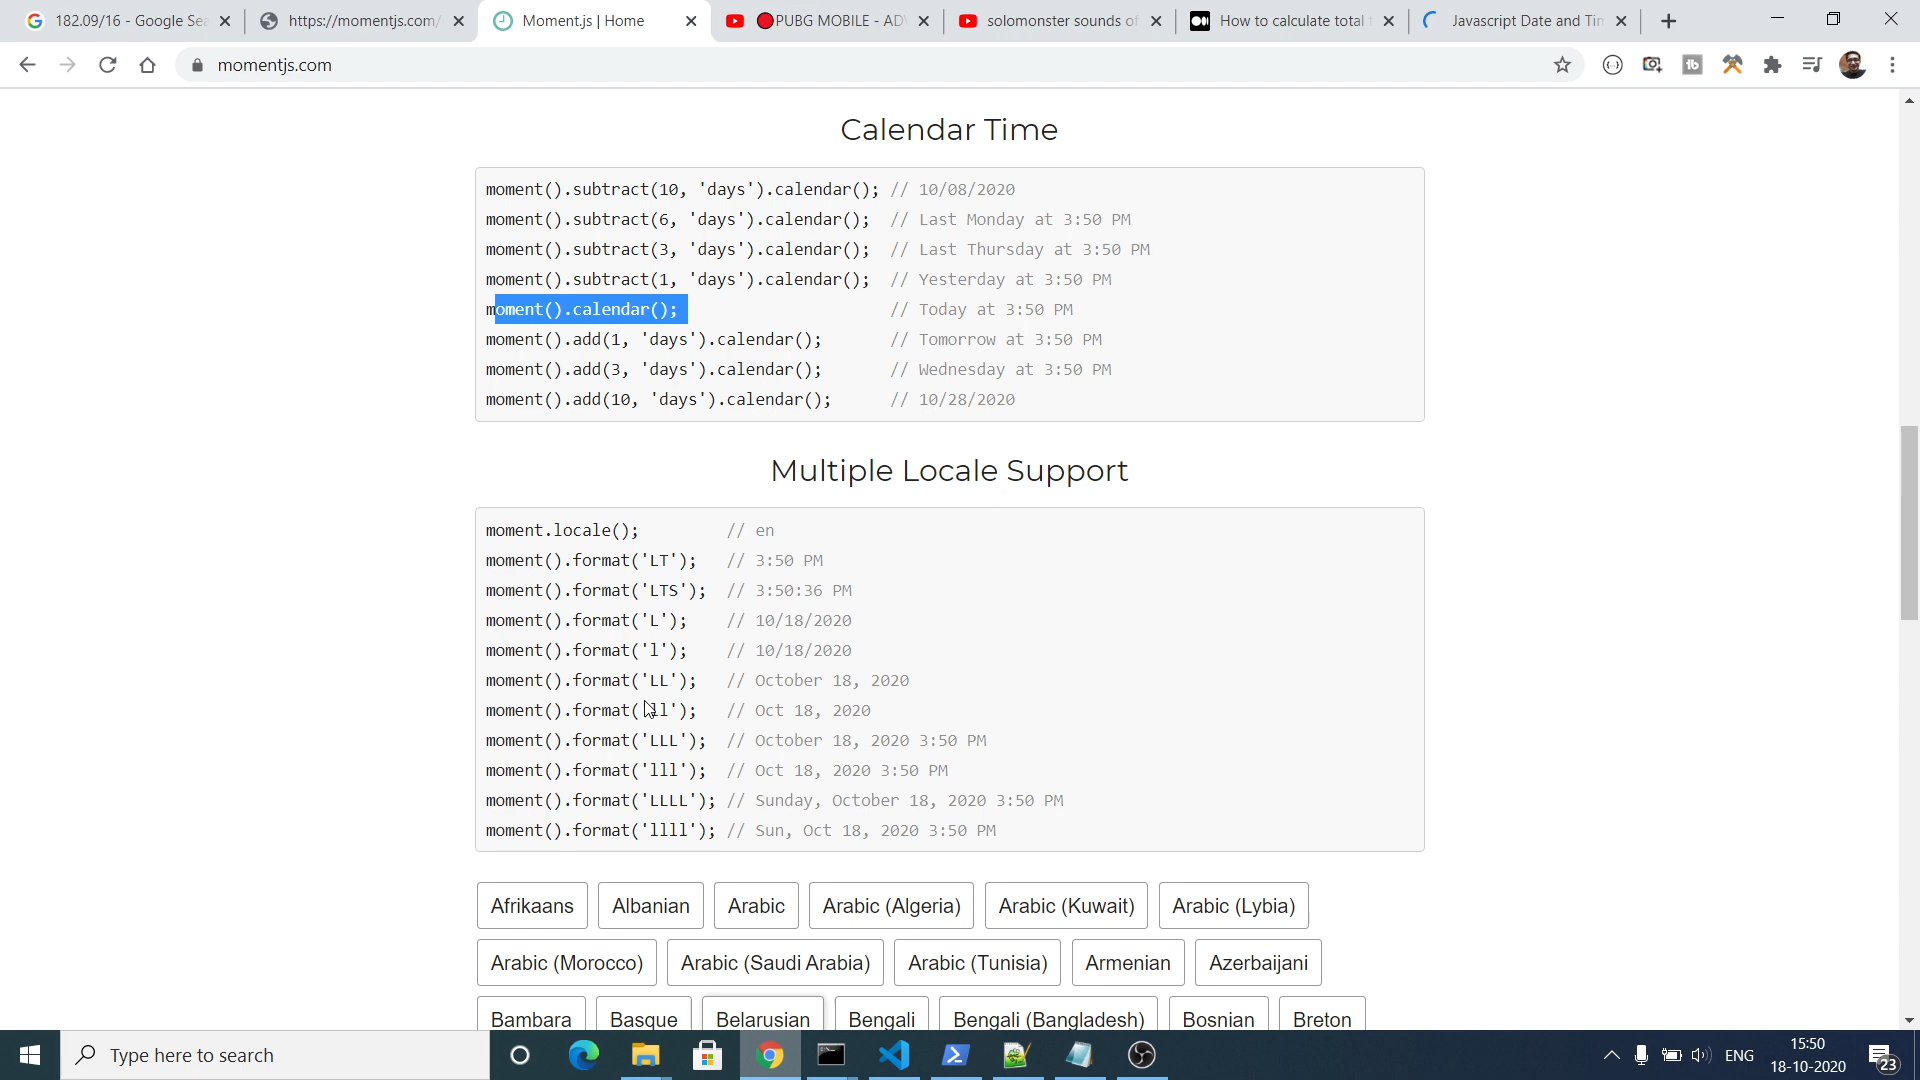 182.09/16 - Google Sea
https://momentjs.com/
Moment.js | Home
PUBG MOBILE - AD
solomonster sounds of
How to calculate total
Javascript Date and Tim
momentjs.com
Calendar Time
moment().subtract(10, 'days').calendar(); // 10/08/2020
moment().subtract(6, 'days').calendar();  // Last Monday at 3:50 PM
moment().subtract(3, 'days').calendar();  // Last Thursday at 3:50 PM
moment().subtract(1, 'days').calendar();  // Yesterday at 3:50 PM
moment().calendar();                      // Today at 3:50 PM
moment().add(1, 'days').calendar();       // Tomorrow at 3:50 PM
moment().add(3, 'days').calendar();       // Wednesday at 3:50 PM
moment().add(10, 'days').calendar();      // 10/28/2020
Multiple Locale Support
moment.locale();         // en
moment().format('LT');   // 3:50 PM
moment().format('LTS');  // 3:50:36 PM
moment().format('L');    // 10/18/2020
moment().format('l');    // 10/18/2020
moment().format('LL');   // October 18, 2020
moment().format('ll');   // Oct 18, 2020
moment().format('LLL');  // October 18, 2020 3:50 PM
moment().format('lll');  // Oct 18, 2020 3:50 PM
moment().format('LLLL'); // Sunday, October 18, 2020 3:50 PM
moment().format('llll'); // Sun, Oct 18, 2020 3:50 PM
Afrikaans Albanian Arabic Arabic (Algeria) Arabic (Kuwait) Arabic (Lybia)
Arabic (Morocco) Arabic (Saudi Arabia) Arabic (Tunisia) Armenian Azerbaijani
Bambara Basque Belarusian Bengali Bengali (Bangladesh) Bosnian Breton
Type here to search
ENG
15:50
18-10-2020
23